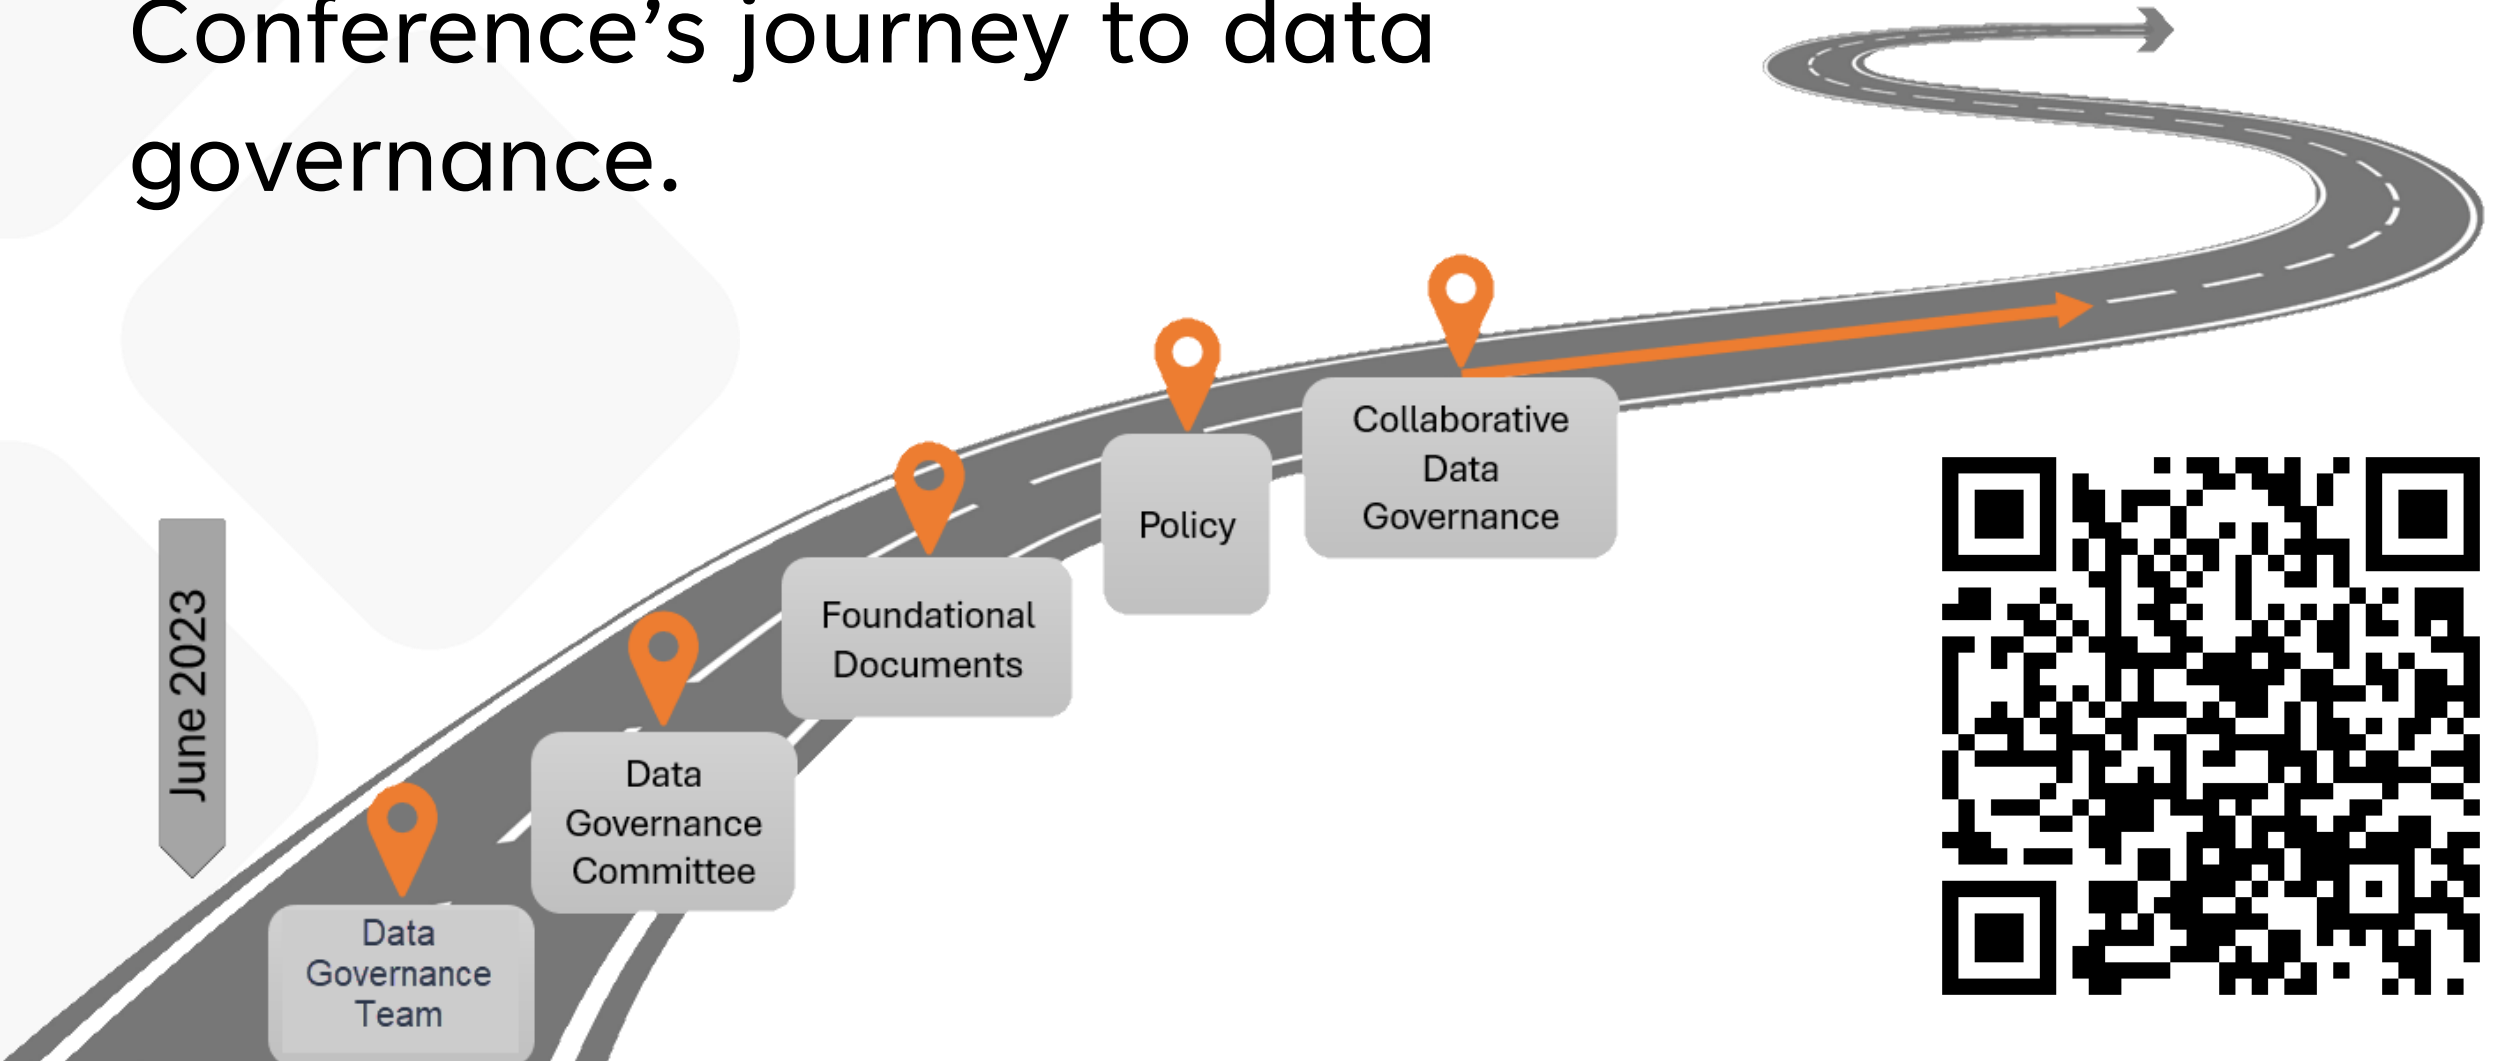 Conference's journey to data
governance.
June 2023
Data
Governance
Team
Data
Governance
Committee
Foundational
Documents
Policy
Collaborative
Data
Governance